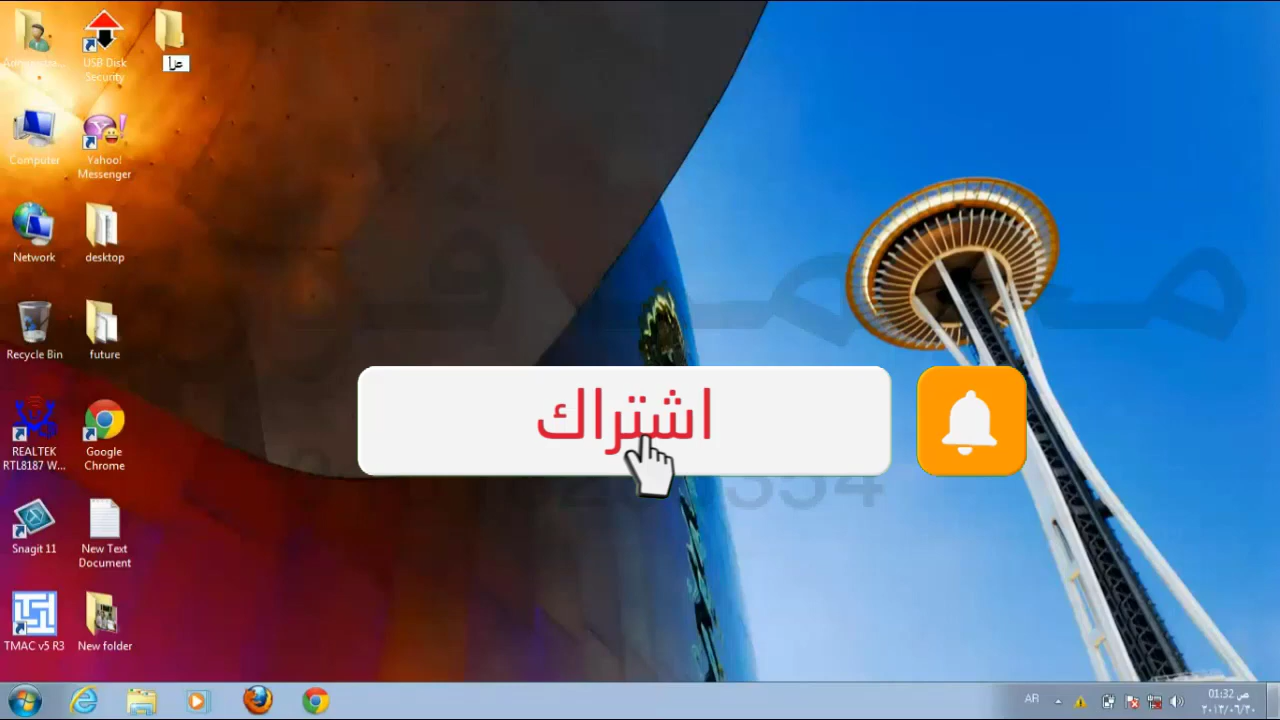 USB Disk
Security
عزا
Computer
Yahoo!
Messenger
Network
desktop
Recycle Bin
future
REALTEK
RTL8187 W...
Google
Chrome
Snagit 11
New Text
Document
TMAC v5 R3
New folder
اشتراك
AR
01:32 ص